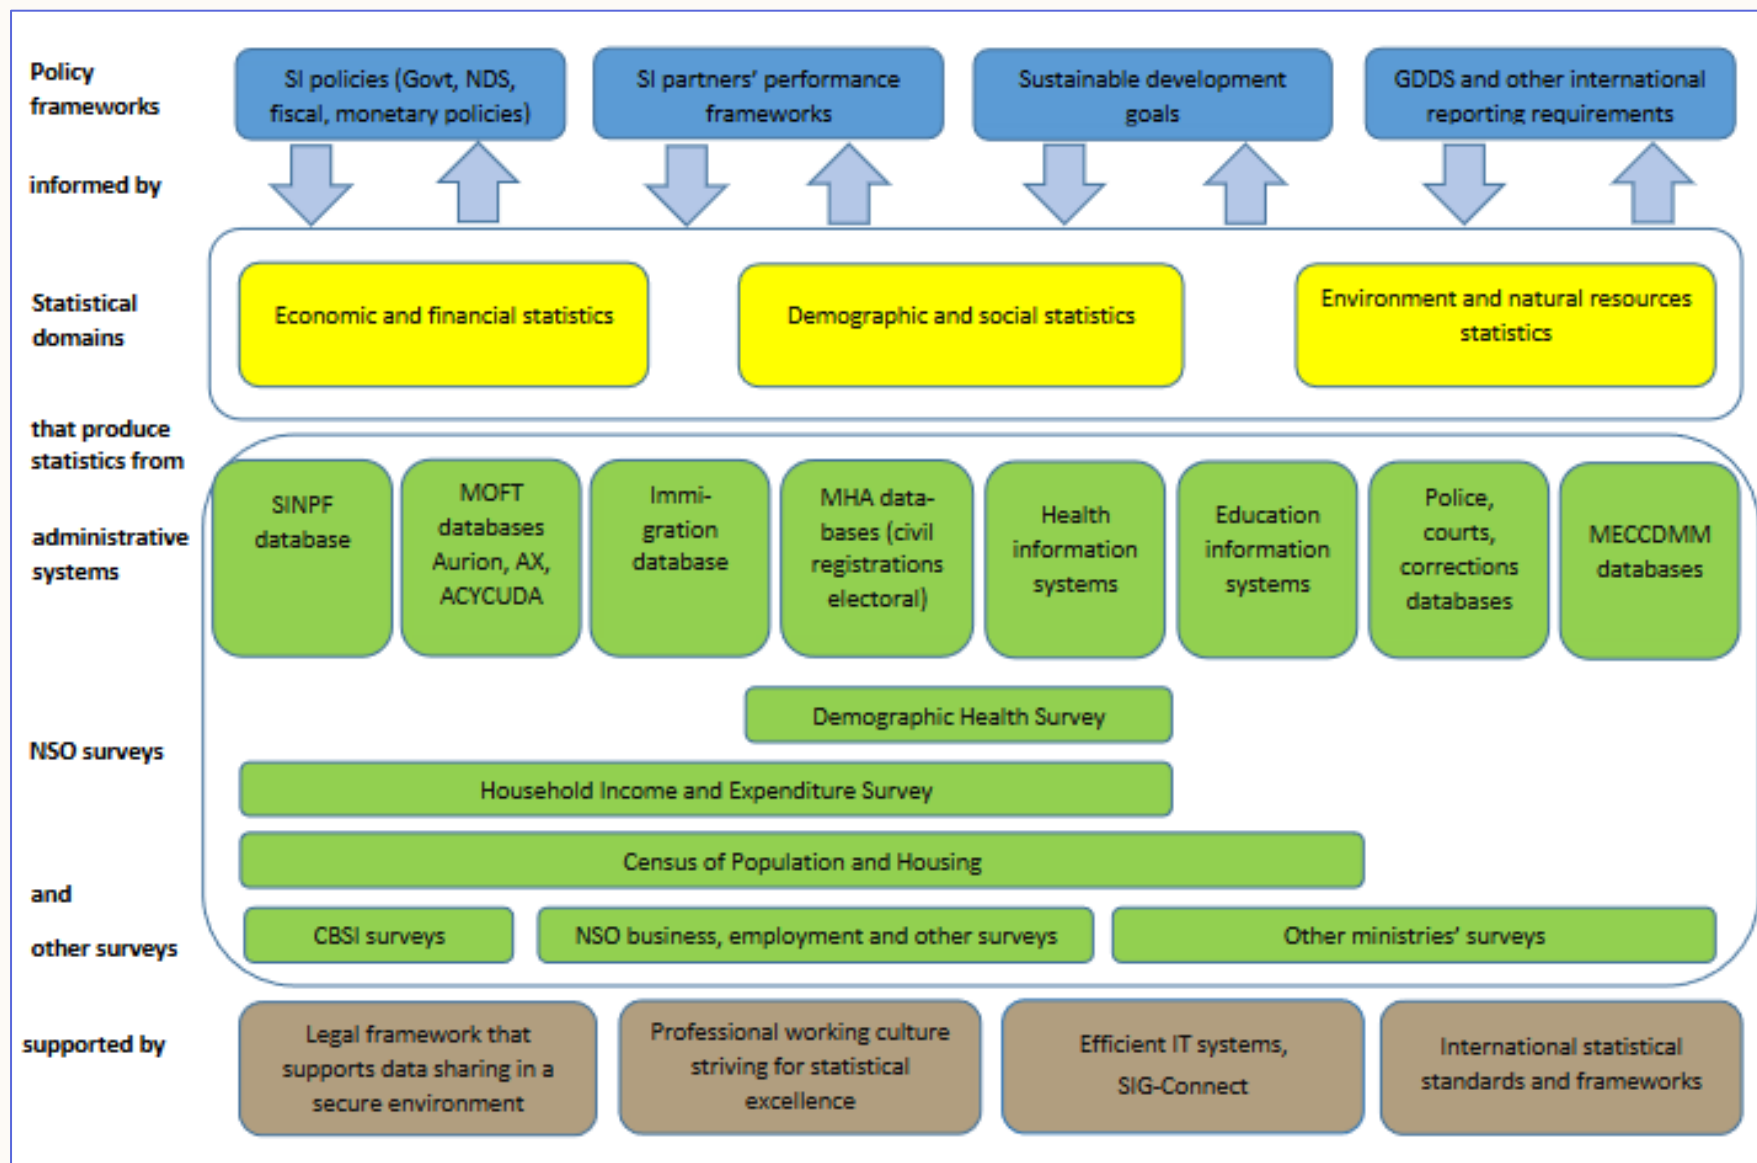 Policy
frameworks
SI policies (Govt, NDS,
fiscal, monetary policies)
SI partners' performance
frameworks
Sustainable development
goals
GDDS and other international
reporting requirements
informed by
Statistical
domains
Economic and financial statistics
Demographic and social statistics
Environment and natural resources
statistics
that produce
statistics from
administrative
systems
SINPF
database
MOFT
databases
Aurion, AX,
ACYCUDA
Immi-
gration
database
MHA data-
bases (civil
registrations
electoral)
Health
information
systems
Education
information
systems
Police,
courts,
corrections
databases
MECCDMM
databases
NSO surveys
Demographic Health Survey
Household Income and Expenditure Survey
Census of Population and Housing
and
other surveys
CBSI surveys
NSO business, employment and other surveys
Other ministries' surveys
supported by
Legal framework that
supports data sharing in a
secure environment
Professional working culture
striving for statistical
excellence
Efficient IT systems,
SIG-Connect
International statistical
standards and frameworks